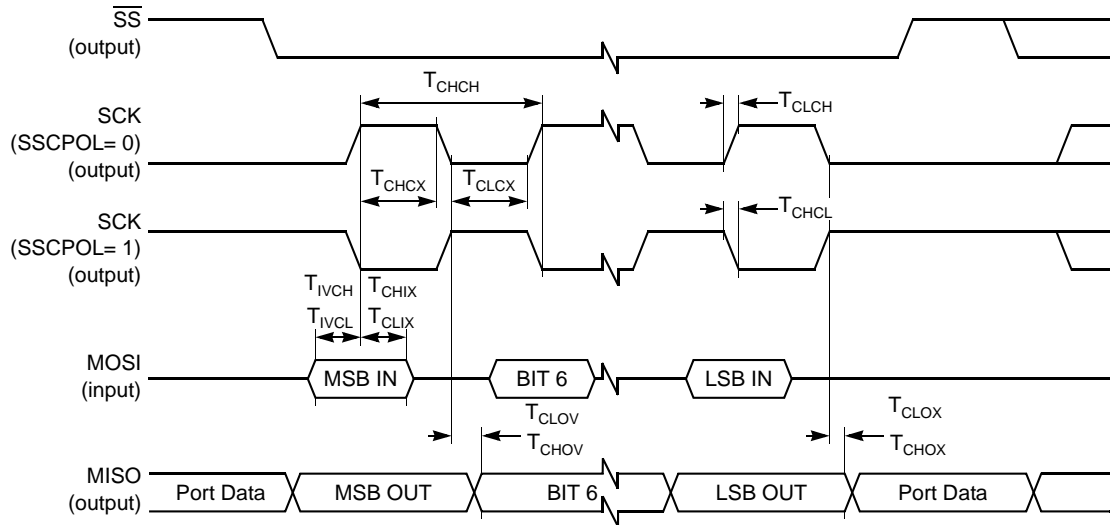 SS
(output)
T_CHCH
SCK
(SSCPOL= 0)
(output)
T_CLCH
T_CHCX
T_CLCX
SCK
(SSCPOL= 1)
(output)
T_CHCL
T_IVCH
T_CHIX
T_IVCL
T_CLIX
MOSI
(input)
MSB IN
BIT 6
LSB IN
T_CLOV
T_CLOX
T_CHOV
T_CHOX
MISO
(output)
Port Data
MSB OUT
BIT 6
LSB OUT
Port Data